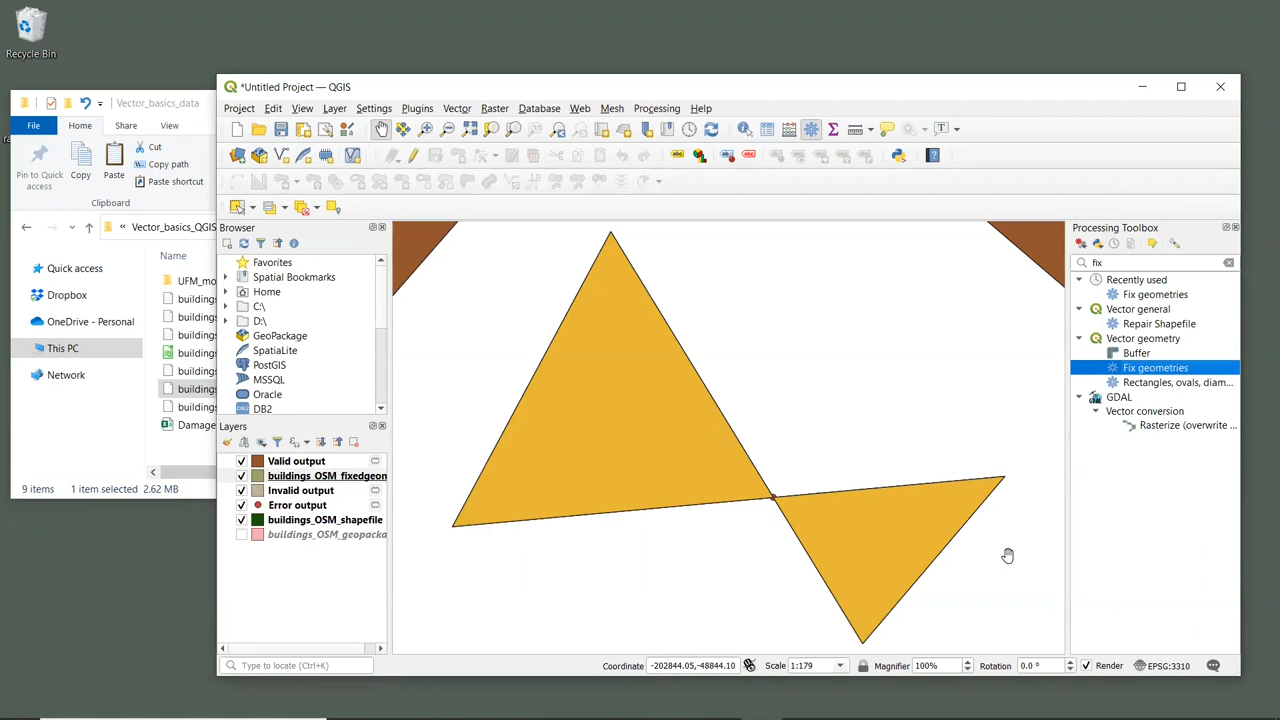 Recycle Bin
Vector_basics_data
File Home Share View
Pin to Quick access
Copy
Paste
Cut
Copy path
Paste shortcut
Clipboard
Vector_basics_QGIS
Name
Quick access
Dropbox
OneDrive - Personal
This PC
Network
UFM_mo
buildings
buildings
buildings
buildings
buildings
buildings
buildings
Damage
9 items 1 item selected 2.62 MB
*Untitled Project — QGIS
Project Edit View Layer Settings Plugins Vector Raster Database Web Mesh Processing Help
Browser
Favorites
Spatial Bookmarks
Home
C:\
D:\
GeoPackage
SpatiaLite
PostGIS
MSSQL
Oracle
DB2
Layers
Valid output
buildings_OSM_fixedgeon
Invalid output
Error output
buildings_OSM_shapefile
buildings_OSM_geopacka
Processing Toolbox
fix
Recently used
Fix geometries
Vector general
Repair Shapefile
Vector geometry
Buffer
Fix geometries
Rectangles, ovals, diam...
GDAL
Vector conversion
Rasterize (overwrite ...
Type to locate (Ctrl+K)
Coordinate -202844.05,-48844.10 Scale 1:179 Magnifier 100% Rotation 0.0 ° Render EPSG:3310